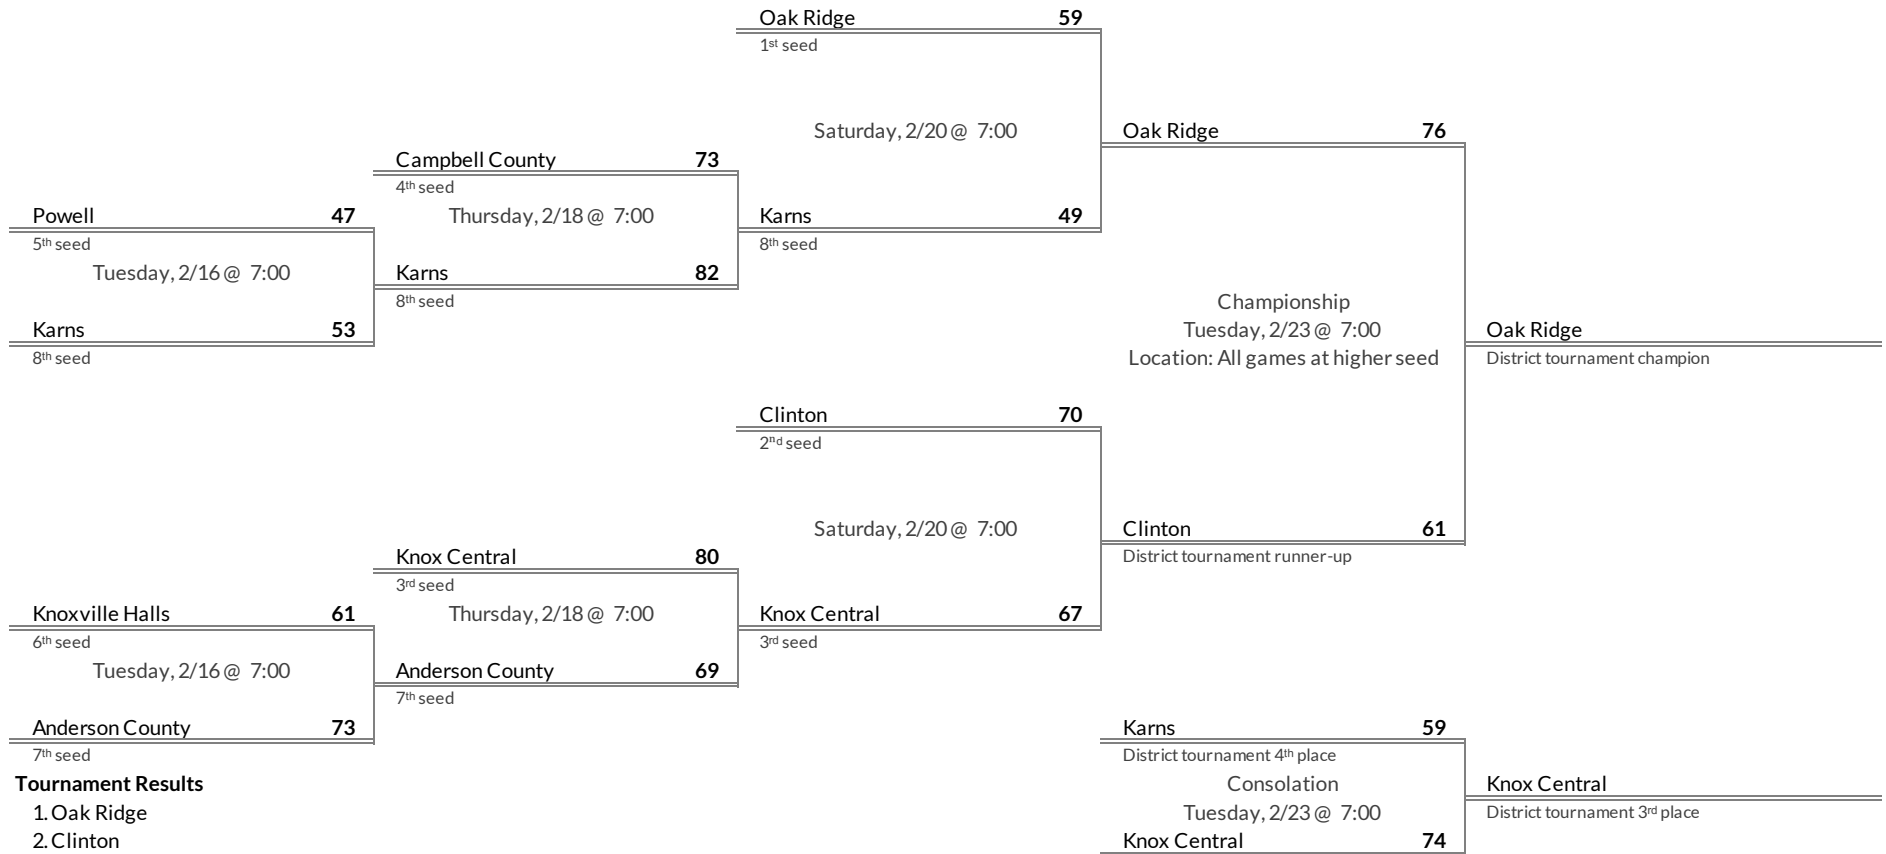 Oak Ridge 59
1st seed
Saturday, 2/20 @ 7:00
Oak Ridge 76
Campbell County 73
4th seed
Powell 47
Thursday, 2/18 @ 7:00
Karns 49
5th seed
8th seed
Tuesday, 2/16 @ 7:00
Karns 82
8th seed
Championship
Karns 53
Tuesday, 2/23 @ 7:00
Oak Ridge
8th seed
Location: All games at higher seed
District tournament champion
Clinton 70
2nd seed
Saturday, 2/20 @ 7:00
Clinton 61
Knox Central 80
District tournament runner-up
3rd seed
Knoxville Halls 61
Thursday, 2/18 @ 7:00
Knox Central 67
6th seed
3rd seed
Tuesday, 2/16 @ 7:00
Anderson County 69
7th seed
Anderson County 73
Karns 59
7th seed
District tournament 4th place
Tournament Results
Consolation
Knox Central
1. Oak Ridge
Tuesday, 2/23 @ 7:00
District tournament 3rd place
2. Clinton
Knox Central 74